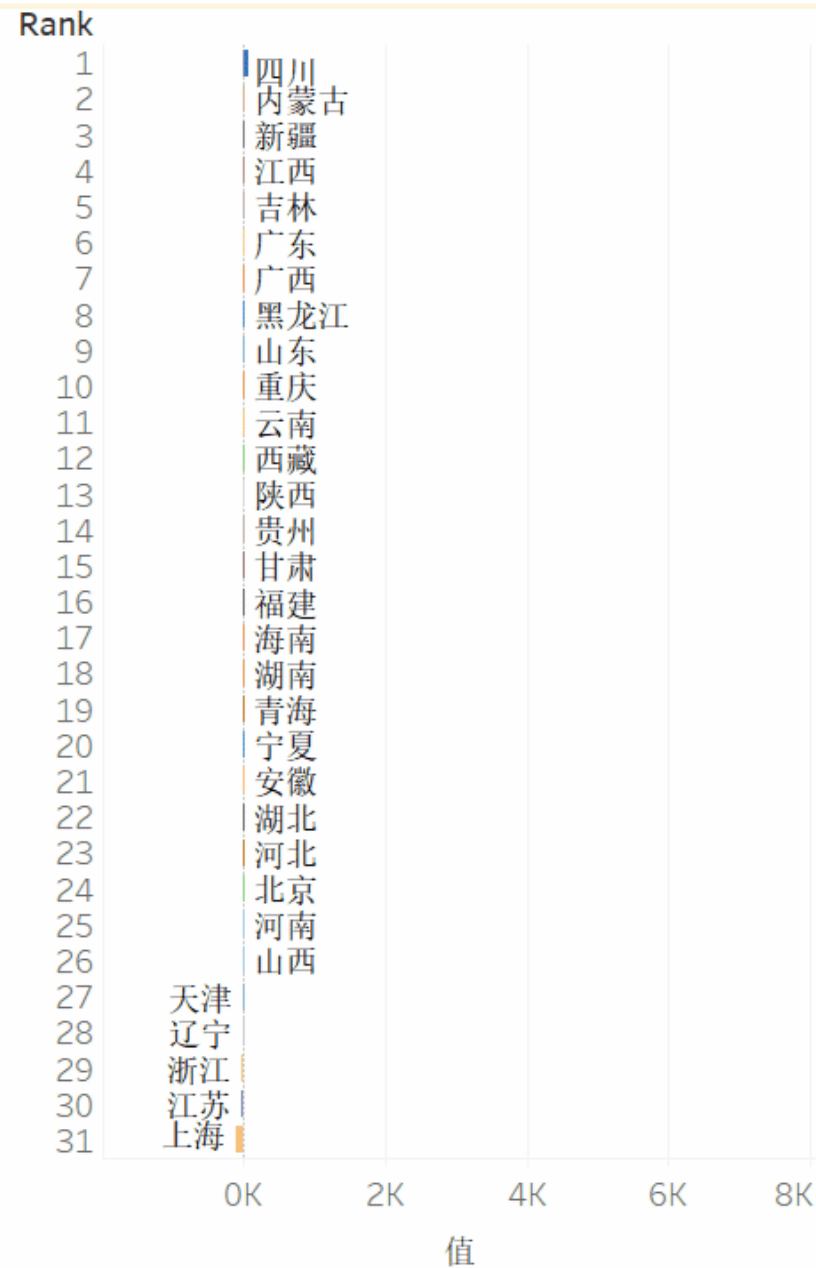 Rank
1 四川
2 内蒙古
3 新疆
4 江西
5 吉林
6 广东
7 广西
8 黑龙江
9 山东
10 重庆
11 云南
12 西藏
13 陕西
14 贵州
15 甘肃
16 福建
17 海南
18 湖南
19 青海
20 宁夏
21 安徽
22 湖北
23 河北
24 北京
25 河南
26 山西
27 天津
28 辽宁
29 浙江
30 江苏
31 上海
0K 2K 4K 6K 8K
值